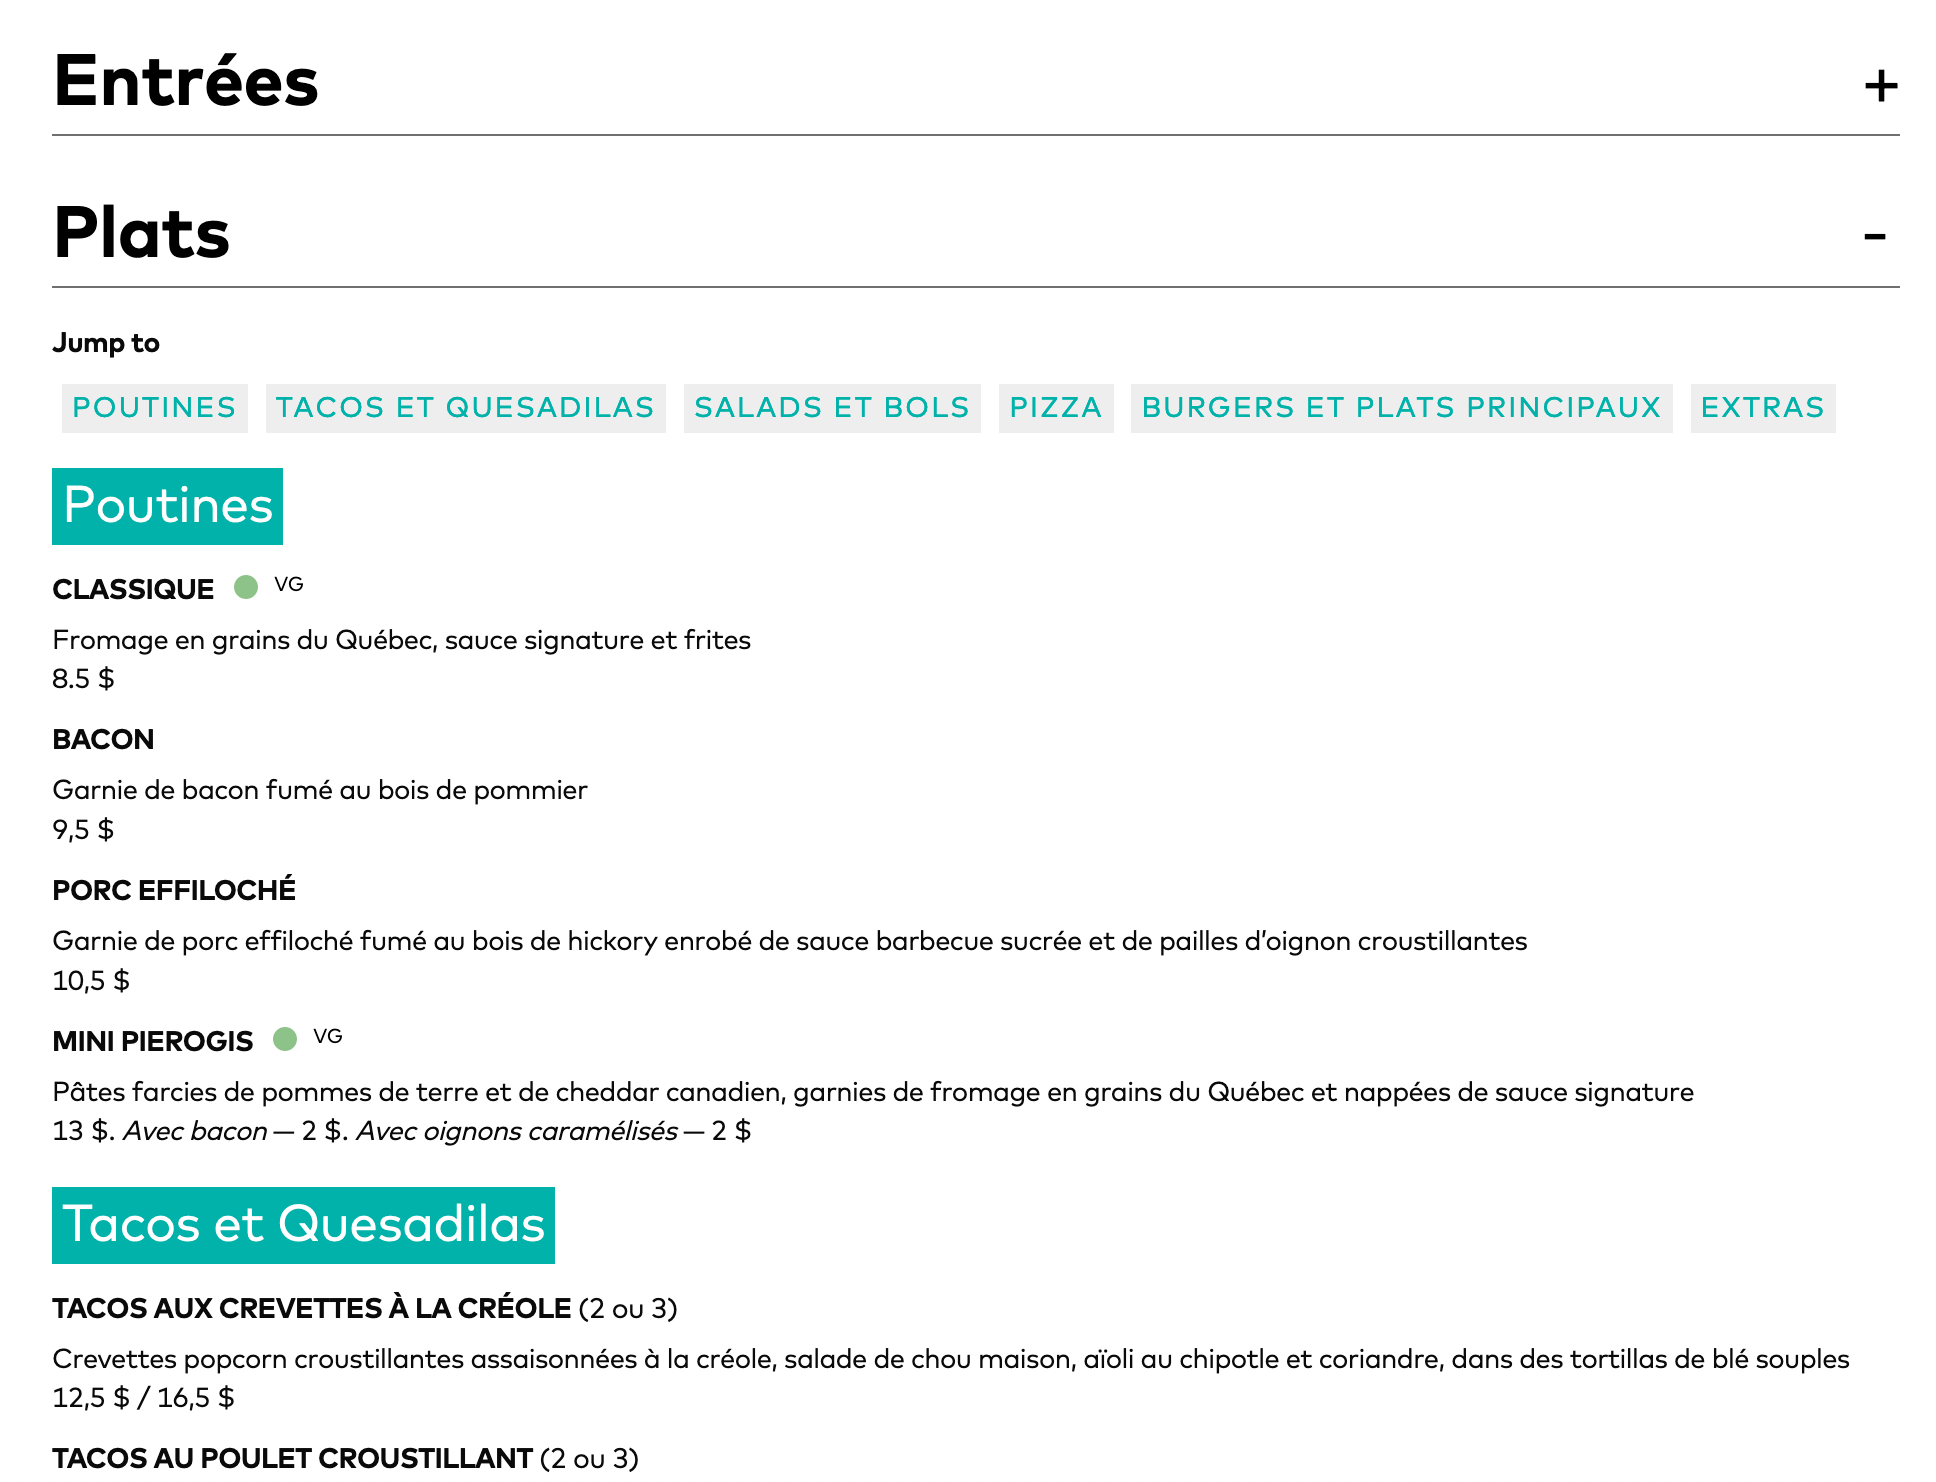 Entrées +
Plats -
Jump to
POUTINES TACOS ET QUESADILAS SALADS ET BOLS PIZZA BURGERS ET PLATS PRINCIPAUX EXTRAS
Poutines
CLASSIQUE VG
Fromage en grains du Québec, sauce signature et frites
8.5 $
BACON
Garnie de bacon fumé au bois de pommier
9,5 $
PORC EFFILOCHÉ
Garnie de porc effiloché fumé au bois de hickory enrobé de sauce barbecue sucrée et de pailles d’oignon croustillantes
10,5 $
MINI PIEROGIS VG
Pâtes farcies de pommes de terre et de cheddar canadien, garnies de fromage en grains du Québec et nappées de sauce signature
13 $. Avec bacon — 2 $. Avec oignons caramélisés — 2 $
Tacos et Quesadilas
TACOS AUX CREVETTES À LA CRÉOLE (2 ou 3)
Crevettes popcorn croustillantes assaisonnées à la créole, salade de chou maison, aïoli au chipotle et coriandre, dans des tortillas de blé souples
12,5 $ / 16,5 $
TACOS AU POULET CROUSTILLANT (2 ou 3)